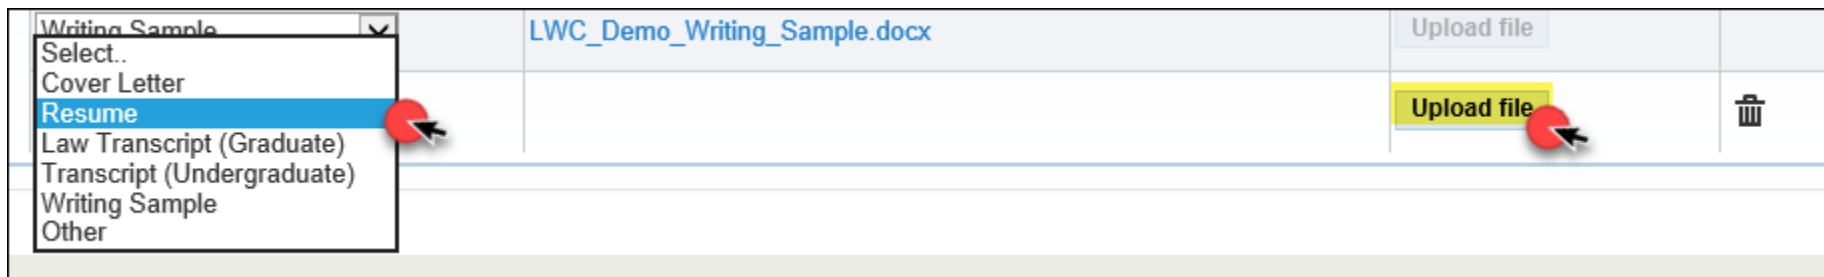 Writing Sample
LWC_Demo_Writing_Sample.docx
Upload file
Select..
Cover Letter
Resume
Upload file
Law Transcript (Graduate)
Transcript (Undergraduate)
Writing Sample
Other